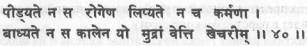 पीड्यते न स रोगेण लिप्यते न च कर्मणा ।
बाध्यते न स कालेन यो मुद्रां वेत्ति खेचरीम् ॥ ४० ॥